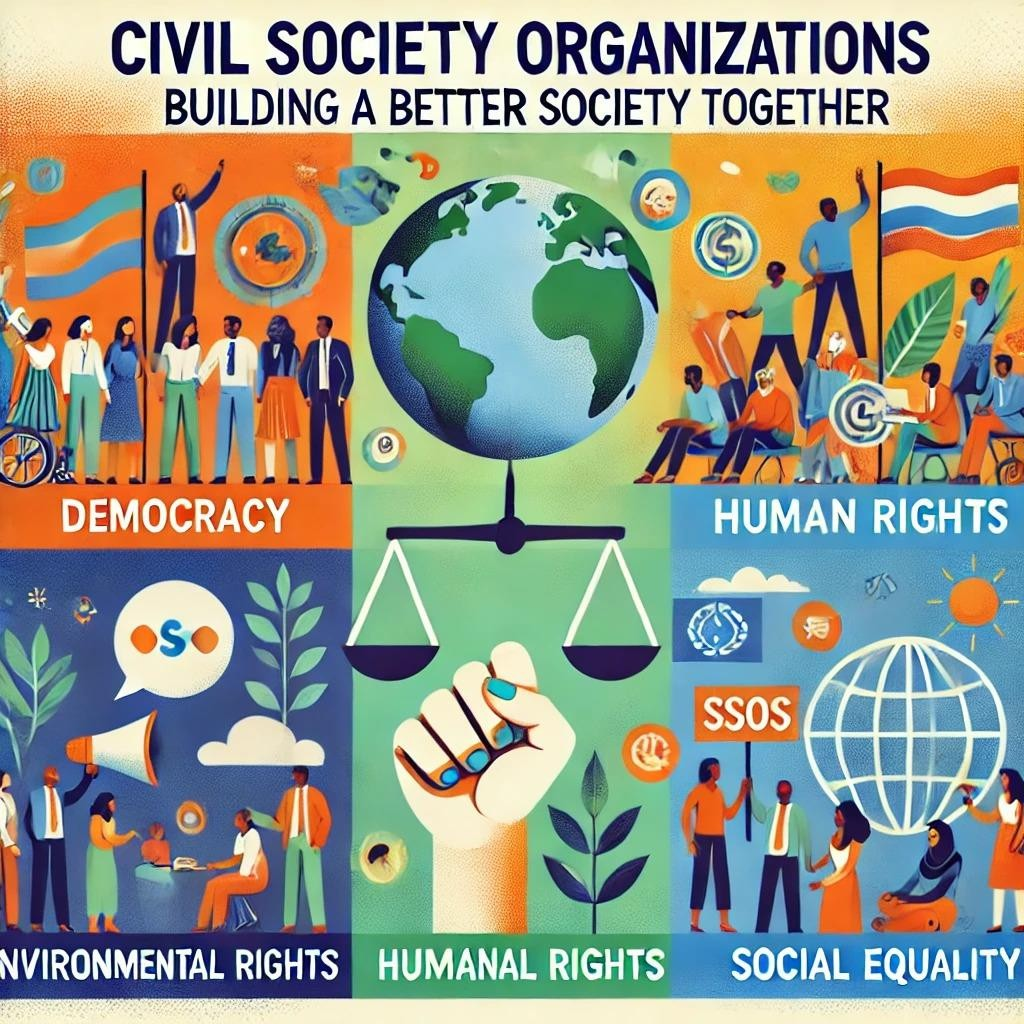 CIVIL SOCIETY ORGANIZATIONS
BUILDING A BETTER SOCIETY TOGETHER
DEMOCRACY
HUMAN RIGHTS
S
SSOS
NVIRONMENTAL RIGHTS
HUMANAL RIGHTS
SOCIAL EQUALITY